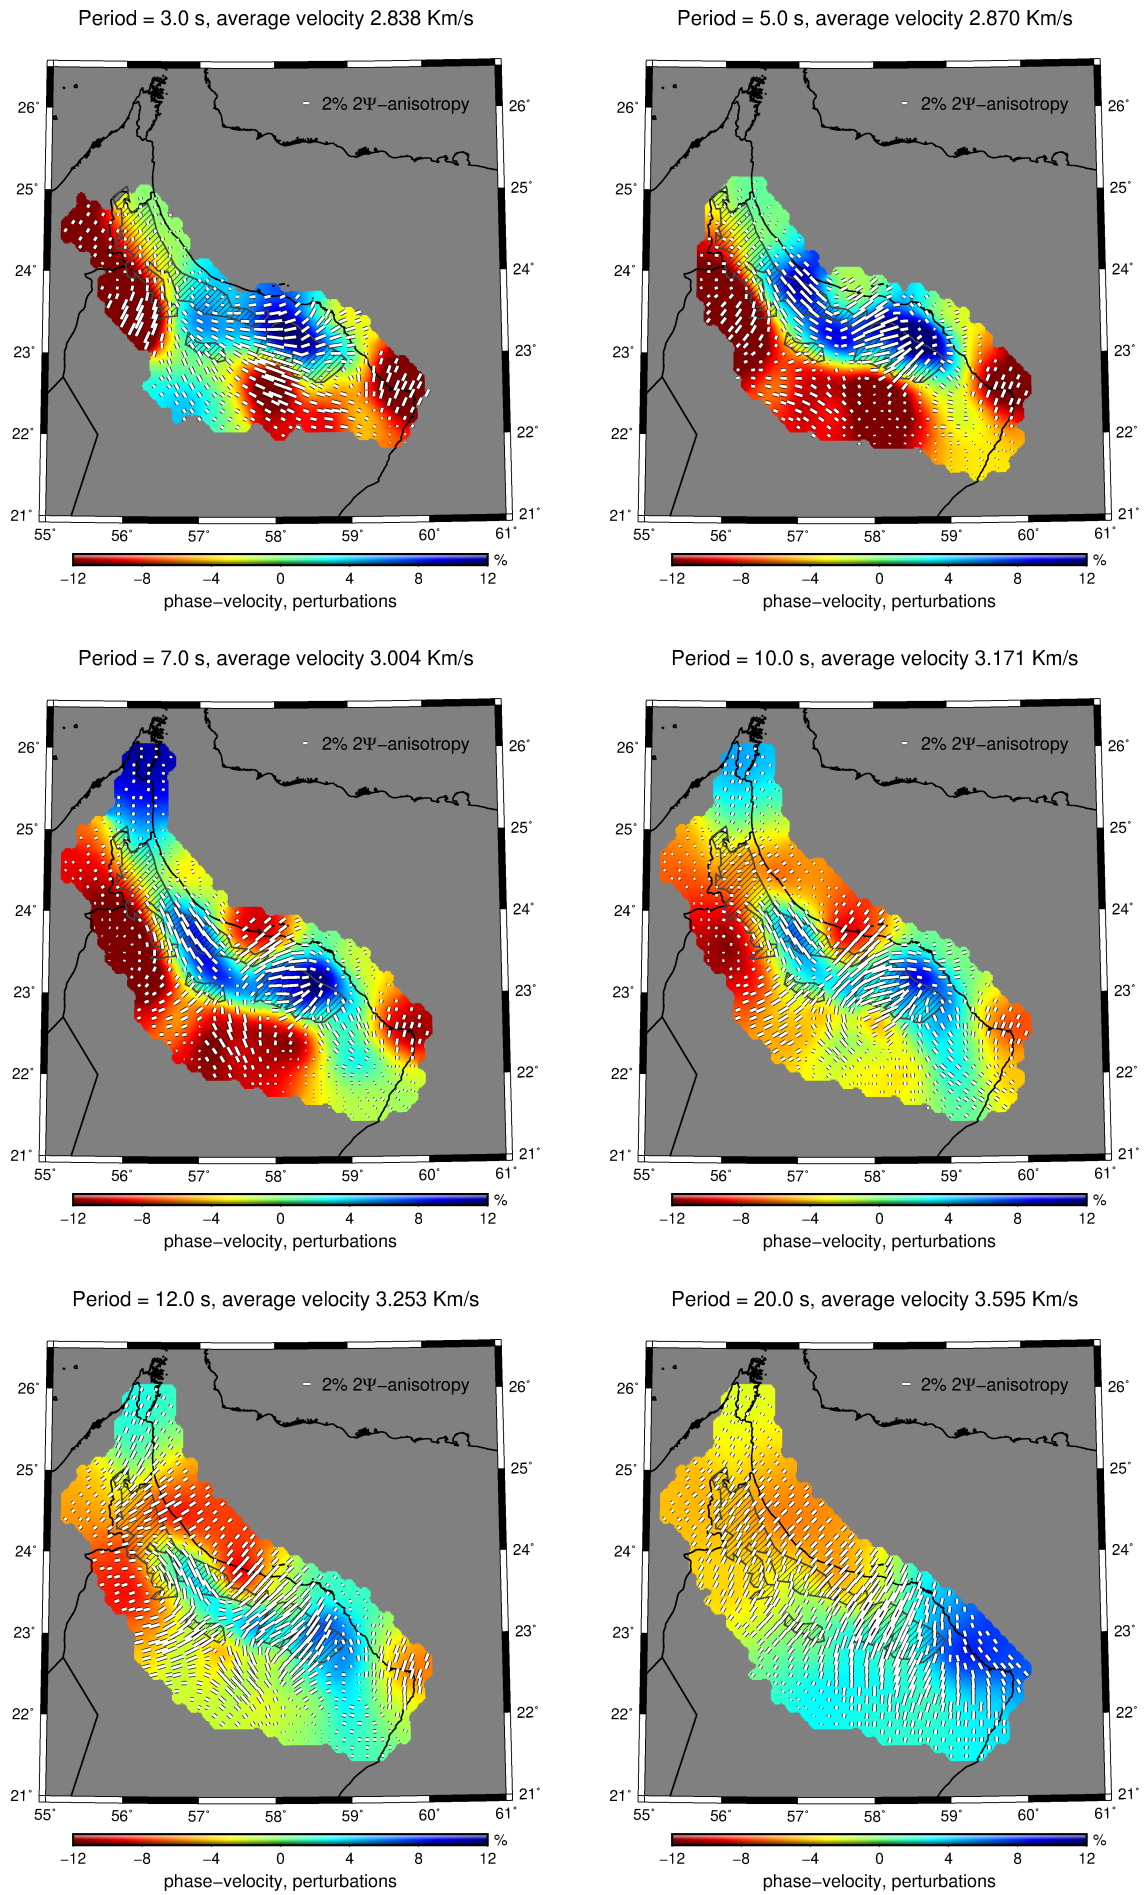 Period = 3.0 s, average velocity 2.838 Km/s
2% 2Ψ−anisotropy
26˚ 26˚
25˚ 25˚
24˚ 24˚
23˚ 23˚
22˚ 22˚
21˚ 21˚
55˚ 56˚ 57˚ 58˚ 59˚ 60˚ 61˚
−12 −8 −4 0 4 8 12 %
phase−velocity, perturbations
Period = 5.0 s, average velocity 2.870 Km/s
2% 2Ψ−anisotropy
26˚ 26˚
25˚ 25˚
24˚ 24˚
23˚ 23˚
22˚ 22˚
21˚ 21˚
55˚ 56˚ 57˚ 58˚ 59˚ 60˚ 61˚
−12 −8 −4 0 4 8 12 %
phase−velocity, perturbations
Period = 7.0 s, average velocity 3.004 Km/s
2% 2Ψ−anisotropy
26˚ 26˚
25˚ 25˚
24˚ 24˚
23˚ 23˚
22˚ 22˚
21˚ 21˚
55˚ 56˚ 57˚ 58˚ 59˚ 60˚ 61˚
−12 −8 −4 0 4 8 12 %
phase−velocity, perturbations
Period = 10.0 s, average velocity 3.171 Km/s
2% 2Ψ−anisotropy
26˚ 26˚
25˚ 25˚
24˚ 24˚
23˚ 23˚
22˚ 22˚
21˚ 21˚
55˚ 56˚ 57˚ 58˚ 59˚ 60˚ 61˚
−12 −8 −4 0 4 8 12 %
phase−velocity, perturbations
Period = 12.0 s, average velocity 3.253 Km/s
2% 2Ψ−anisotropy
26˚ 26˚
25˚ 25˚
24˚ 24˚
23˚ 23˚
22˚ 22˚
21˚ 21˚
55˚ 56˚ 57˚ 58˚ 59˚ 60˚ 61˚
−12 −8 −4 0 4 8 12 %
phase−velocity, perturbations
Period = 20.0 s, average velocity 3.595 Km/s
2% 2Ψ−anisotropy
26˚ 26˚
25˚ 25˚
24˚ 24˚
23˚ 23˚
22˚ 22˚
21˚ 21˚
55˚ 56˚ 57˚ 58˚ 59˚ 60˚ 61˚
−12 −8 −4 0 4 8 12 %
phase−velocity, perturbations